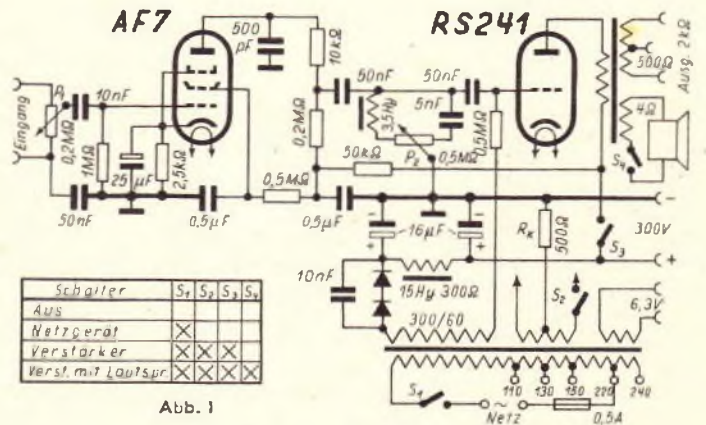 AF7
RS241
500 pF
10kΩ
50nF
50nF
5nF
3,5Hy
P₂
0,5MΩ
0,5MΩ
Ausg. 2kΩ
500Ω
4Ω
S₄
Eingang
P₁
0,2MΩ
10nF
1MΩ
25 µF
2,5kΩ
0,2MΩ
50kΩ
50nF
0,5µF
0,5MΩ
0,5µF
16µF
Rₖ
500Ω
S₃
300V
-
+
10nF
15Hy 300Ω
300/60
S₂
6,3V
Schalter S₁ S₂ S₃ S₄
Aus
Netzgerät X
Verstärker X X X
Verst. mit Lautspr. X X X X
S₁
110 130 150 220 240
Netz
0,5A
Abb. 1